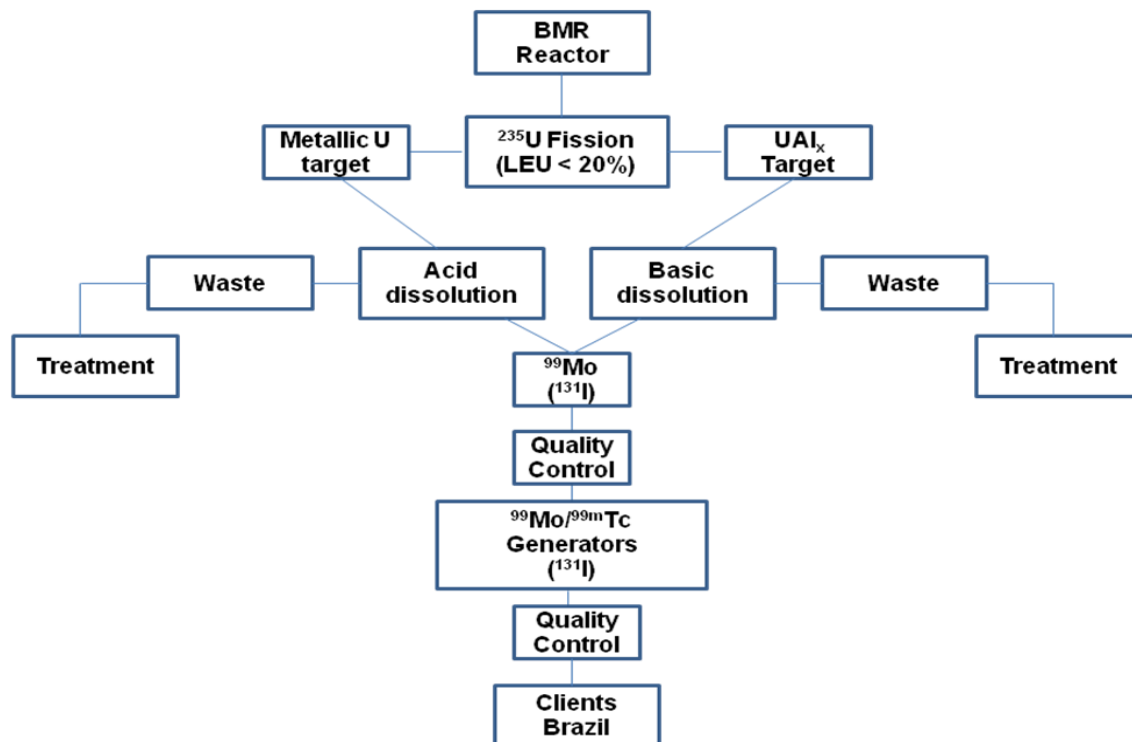 BMR
Reactor
Metallic U
target
²³⁵U Fission
(LEU < 20%)
UAlₓ
Target
Waste
Acid
dissolution
Basic
dissolution
Waste
Treatment
⁹⁹Mo
(¹³¹I)
Treatment
Quality
Control
⁹⁹Mo/⁹⁹ᵐTc
Generators
(¹³¹I)
Quality
Control
Clients
Brazil